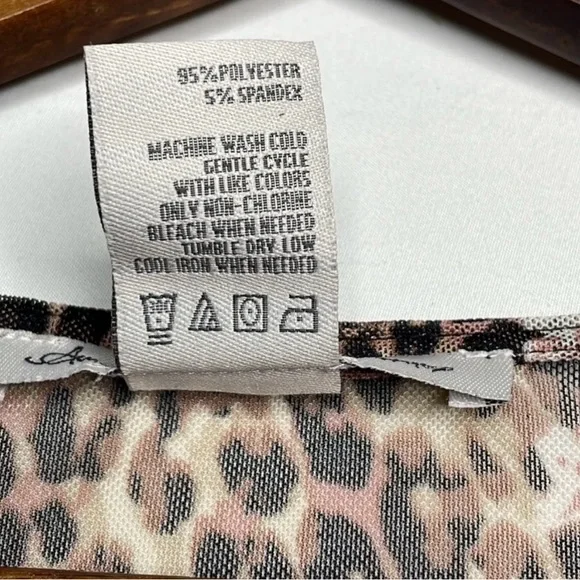 95% POLYESTER
5% SPANDEX
MACHINE WASH COLD
GENTLE CYCLE
WITH LIKE COLORS
ONLY NON-CHLORINE
BLEACH WHEN NEEDED
TUMBLE DRY LOW
COOL IRON WHEN NEEDED